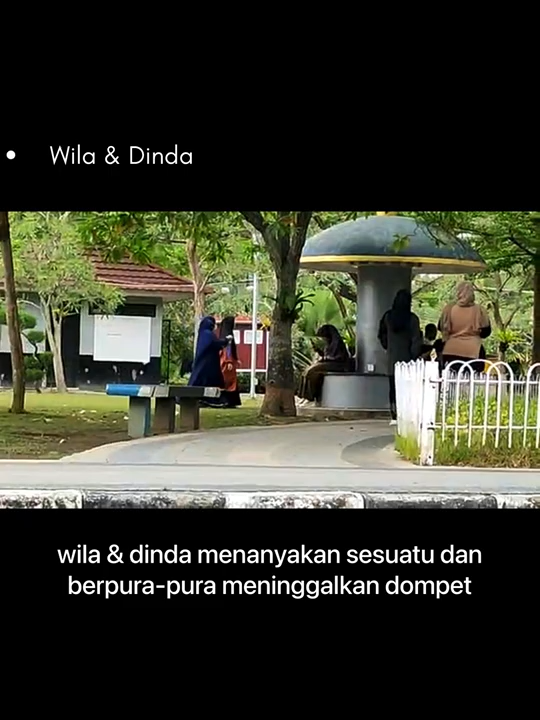 • Wila & Dinda
wila & dinda menanyakan sesuatu dan
berpura-pura meninggalkan dompet